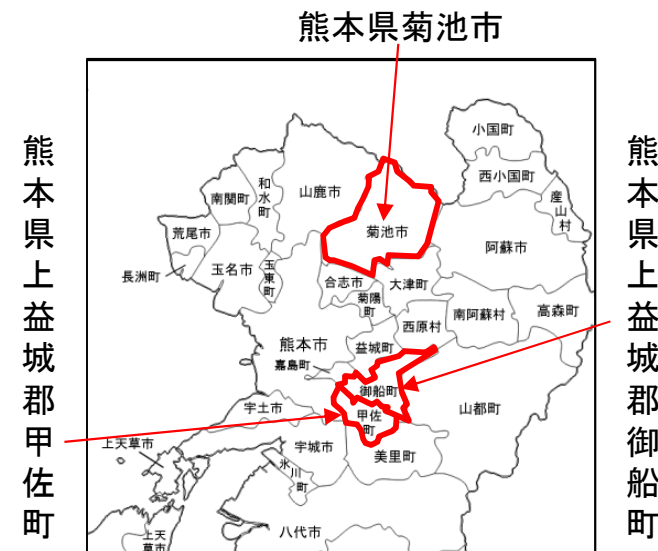 熊本県菊池市
熊本県上益城郡甲佐町
熊本県上益城郡御船町
小国町
西小国町
産山村
和水町
南関町
山鹿市
荒尾市
菊池市
阿蘇市
長洲町
玉名市
玉東町
合志市
大津町
菊陽町
西原村
南阿蘇村
高森町
熊本市
益城町
嘉島町
御船町
宇土市
甲佐町
山都町
上天草市
宇城市
美里町
氷川町
八代市
上天草市